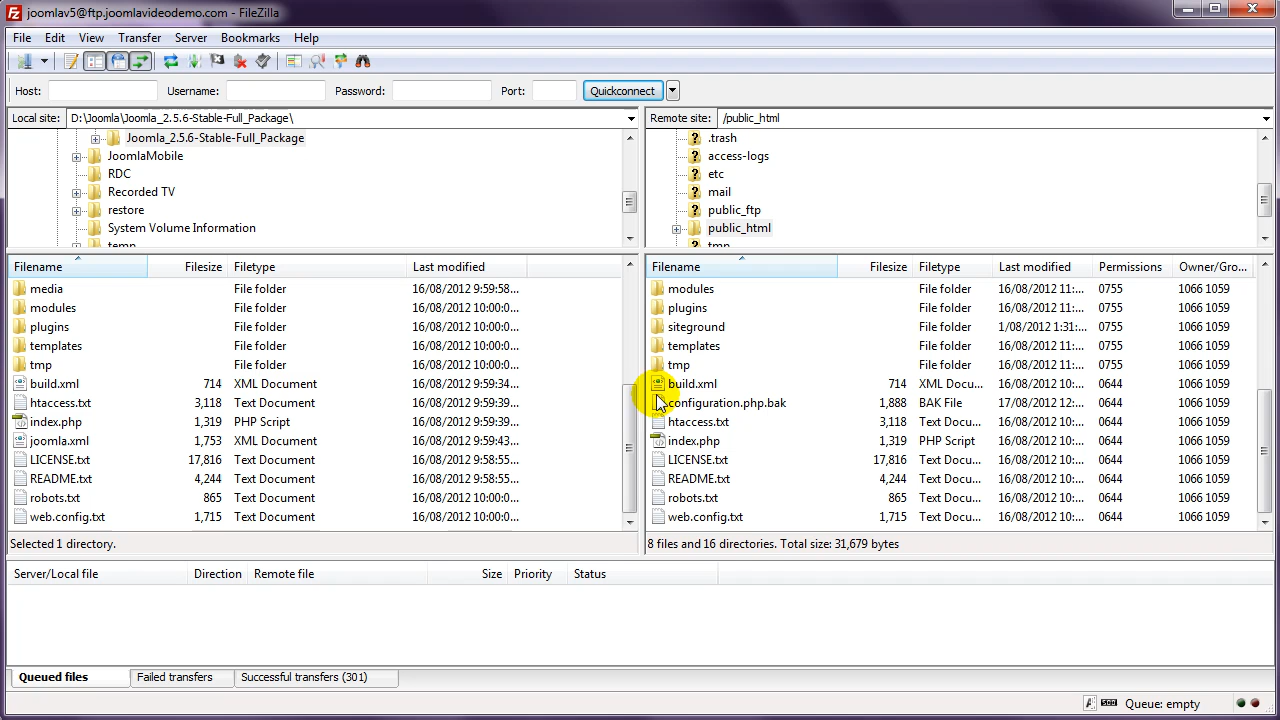 joomlav5@ftp.joomlavideodemo.com - FileZilla
File Edit View Transfer Server Bookmarks Help
Host: Username: Password: Port: Quickconnect
Local site: D:\Joomla\Joomla_2.5.6-Stable-Full_Package\ Remote site: /public_html
Joomla_2.5.6-Stable-Full_Package .trash
JoomlaMobile access-logs
RDC etc
Recorded TV mail
restore public_ftp
System Volume Information public_html
temp tmp
Filename Filesize Filetype Last modified Filename Filesize Filetype Last modified Permissions Owner/Gro...
media File folder 16/08/2012 9:59:58... modules File folder 16/08/2012 11:... 0755 1066 1059
modules File folder 16/08/2012 10:00:0... plugins File folder 16/08/2012 11:... 0755 1066 1059
plugins File folder 16/08/2012 10:00:0... siteground File folder 1/08/2012 1:31:... 0755 1066 1059
templates File folder 16/08/2012 10:00:0... templates File folder 16/08/2012 11:... 0755 1066 1059
tmp File folder 16/08/2012 10:00:0... tmp File folder 16/08/2012 11:... 0755 1066 1059
build.xml 714 XML Document 16/08/2012 9:59:34... build.xml 714 XML Docu... 16/08/2012 10:... 0644 1066 1059
htaccess.txt 3,118 Text Document 16/08/2012 9:59:39... configuration.php.bak 1,888 BAK File 17/08/2012 12:... 0644 1066 1059
index.php 1,319 PHP Script 16/08/2012 9:59:39... htaccess.txt 3,118 Text Docu... 16/08/2012 10:... 0644 1066 1059
joomla.xml 1,753 XML Document 16/08/2012 9:59:43... index.php 1,319 PHP Script 16/08/2012 10:... 0644 1066 1059
LICENSE.txt 17,816 Text Document 16/08/2012 9:58:55... LICENSE.txt 17,816 Text Docu... 16/08/2012 10:... 0644 1066 1059
README.txt 4,244 Text Document 16/08/2012 9:58:55... README.txt 4,244 Text Docu... 16/08/2012 10:... 0644 1066 1059
robots.txt 865 Text Document 16/08/2012 10:00:0... robots.txt 865 Text Docu... 16/08/2012 10:... 0644 1066 1059
web.config.txt 1,715 Text Document 16/08/2012 10:00:0... web.config.txt 1,715 Text Docu... 16/08/2012 10:... 0644 1066 1059
Selected 1 directory. 8 files and 16 directories. Total size: 31,679 bytes
Server/Local file Direction Remote file Size Priority Status
Queued files Failed transfers Successful transfers (301)
Queue: empty